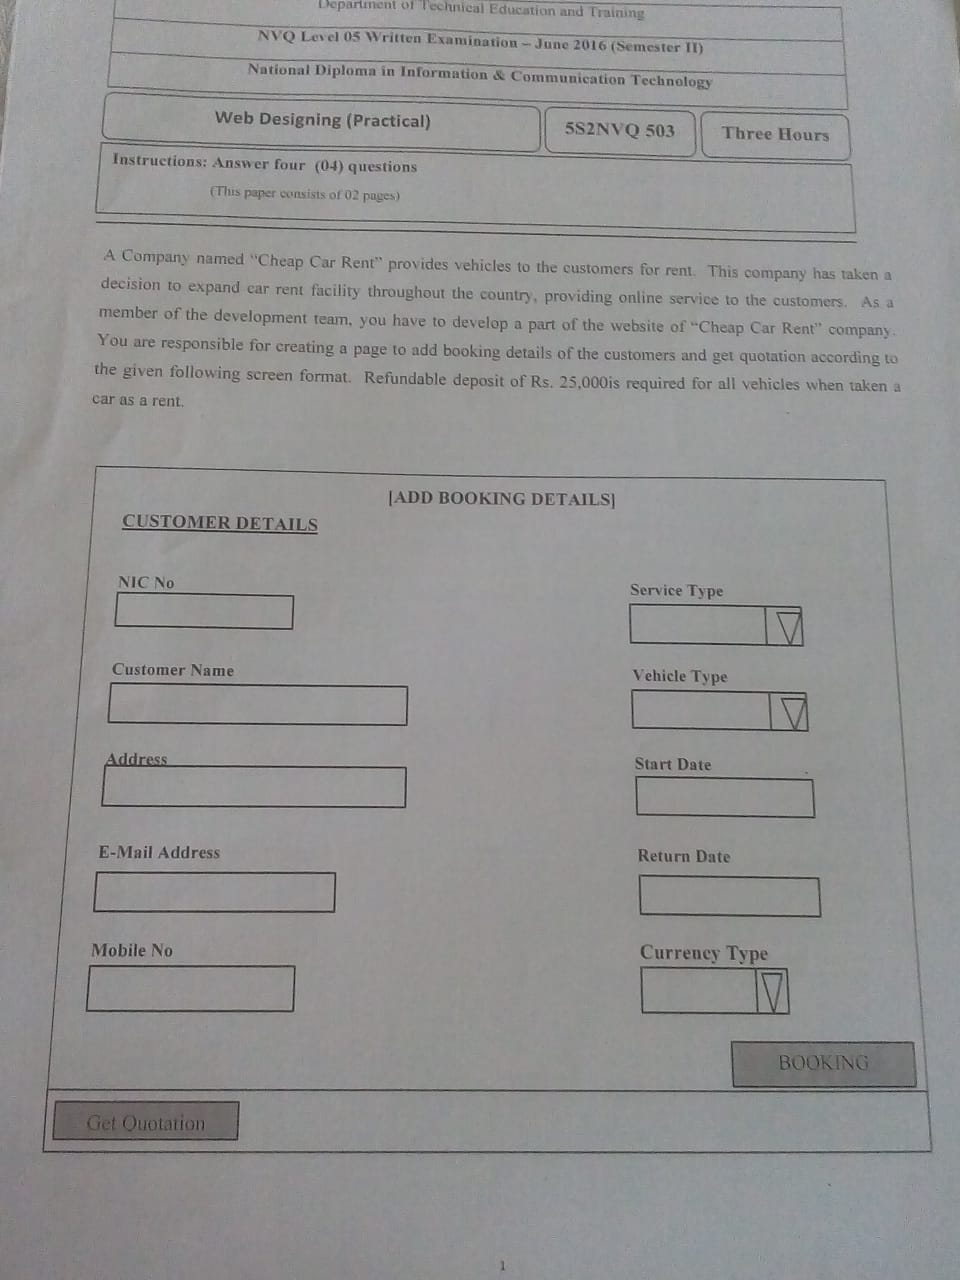 Department of Technical Education and Training
NVQ Level 05 Written Examination – June 2016 (Semester II)
National Diploma in Information & Communication Technology
Web Designing (Practical)
5S2NVQ 503
Three Hours
Instructions: Answer four (04) questions
(This paper consists of 02 pages)
A Company named “Cheap Car Rent” provides vehicles to the customers for rent. This company has taken a
decision to expand car rent facility throughout the country, providing online service to the customers. As a
member of the development team, you have to develop a part of the website of “Cheap Car Rent” company.
You are responsible for creating a page to add booking details of the customers and get quotation according to
the given following screen format. Refundable deposit of Rs. 25,000is required for all vehicles when taken a
car as a rent.
[ADD BOOKING DETAILS]
CUSTOMER DETAILS
NIC No
Service Type
Customer Name
Vehicle Type
Address
Start Date
E-Mail Address
Return Date
Mobile No
Currency Type
BOOKING
Get Quotation
1